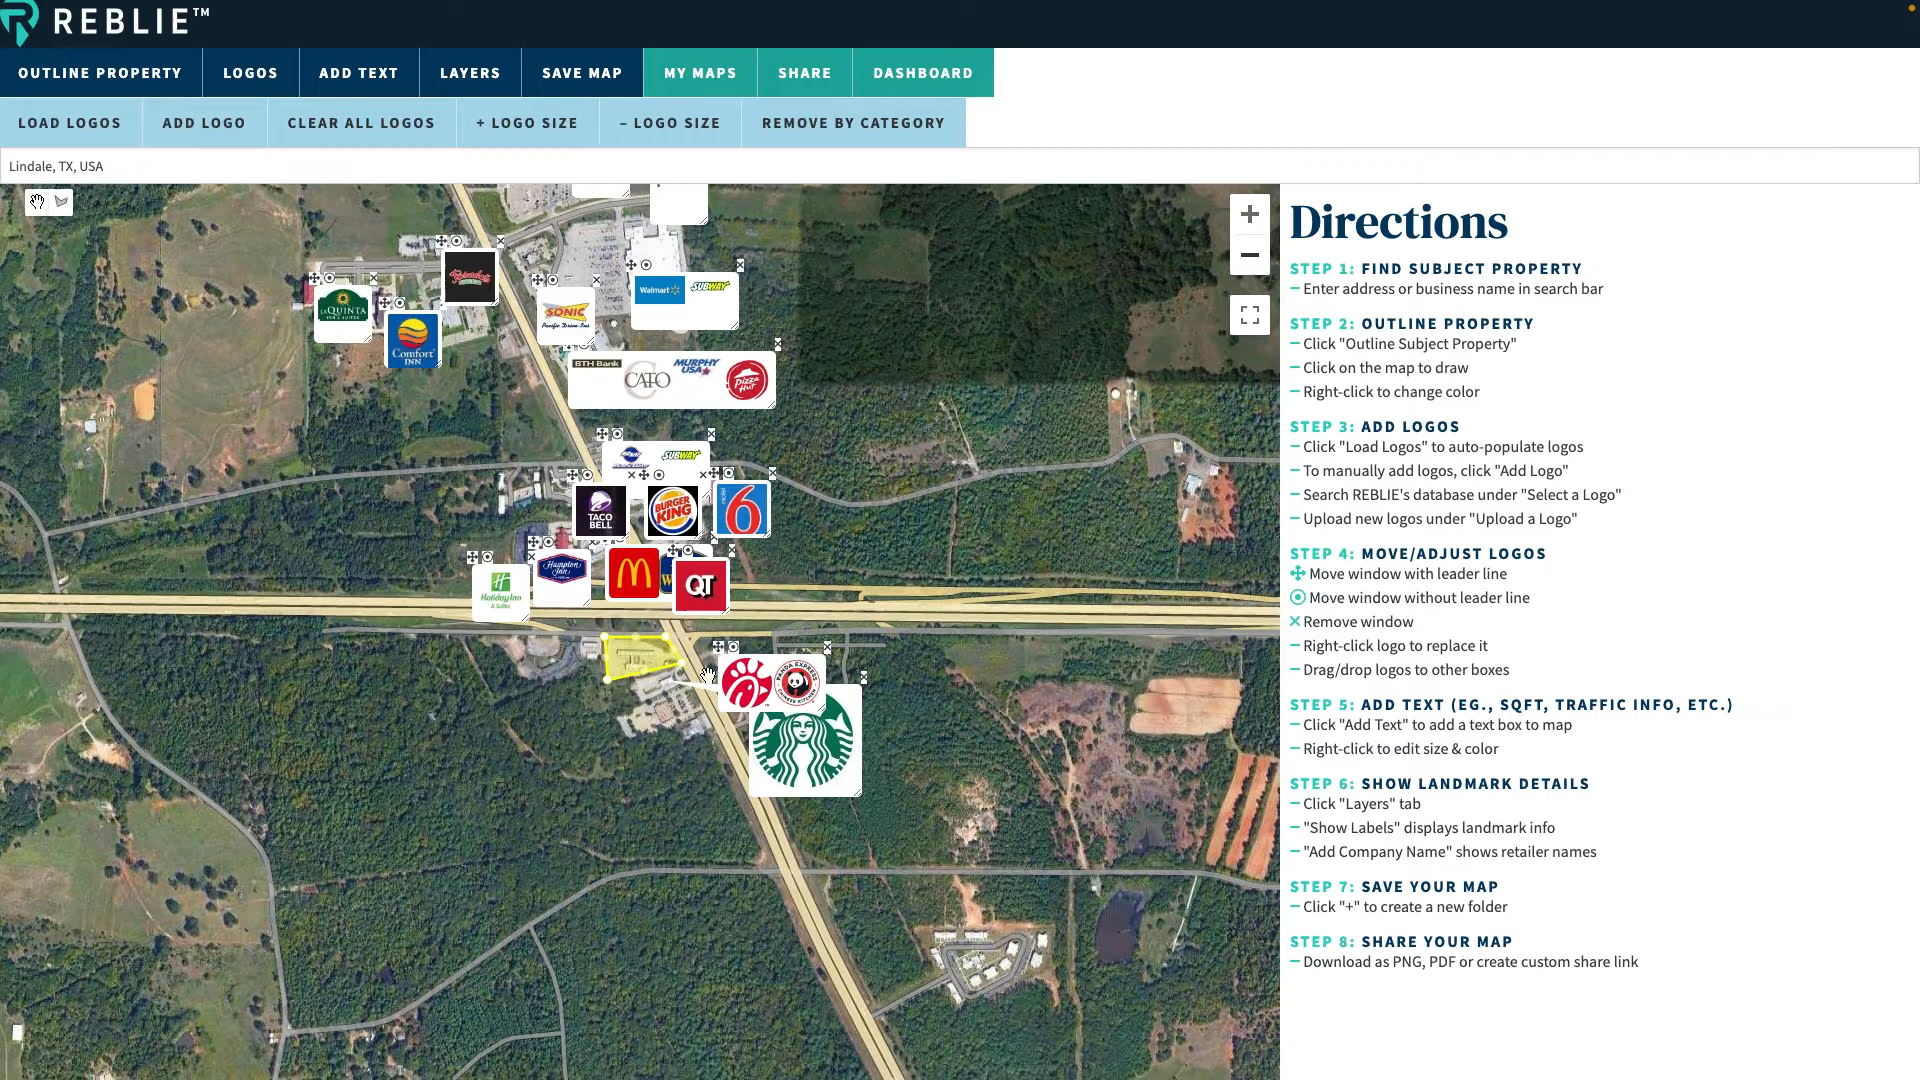 REBLIE™
OUTLINE PROPERTY
LOGOS
ADD TEXT
LAYERS
SAVE MAP
MY MAPS
SHARE
DASHBOARD
LOAD LOGOS
ADD LOGO
CLEAR ALL LOGOS
+ LOGO SIZE
– LOGO SIZE
REMOVE BY CATEGORY
Lindale, TX, USA
LAQUINTA
INN & SUITES
Comfort
INN
SONIC
Walmart
SUBWAY
BTH Bank
CATO
MURPHY
USA
Pizza
Hut
SUBWAY
TACO
BELL
BURGER
KING
6
Holiday Inn
& Suites
Hampton
Inn
W
QT
PANDA EXPRESS
CHINESE KITCHEN
Directions
STEP 1: FIND SUBJECT PROPERTY
– Enter address or business name in search bar
STEP 2: OUTLINE PROPERTY
– Click "Outline Subject Property"
– Click on the map to draw
– Right-click to change color
STEP 3: ADD LOGOS
– Click "Load Logos" to auto-populate logos
– To manually add logos, click "Add Logo"
– Search REBLIE's database under "Select a Logo"
– Upload new logos under "Upload a Logo"
STEP 4: MOVE/ADJUST LOGOS
Move window with leader line
Move window without leader line
Remove window
– Right-click logo to replace it
– Drag/drop logos to other boxes
STEP 5: ADD TEXT (EG., SQFT, TRAFFIC INFO, ETC.)
– Click "Add Text" to add a text box to map
– Right-click to edit size & color
STEP 6: SHOW LANDMARK DETAILS
– Click "Layers" tab
– "Show Labels" displays landmark info
– "Add Company Name" shows retailer names
STEP 7: SAVE YOUR MAP
– Click "+" to create a new folder
STEP 8: SHARE YOUR MAP
– Download as PNG, PDF or create custom share link